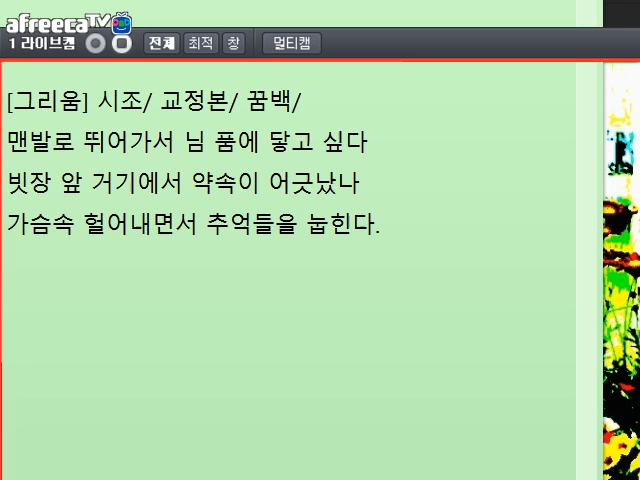 afreecaTV
1 라이브캠 전체 최적 창 멀티캠
[그리움] 시조/ 교정본/ 꿈백/
맨발로 뛰어가서 님 품에 닿고 싶다
빗장 앞 거기에서 약속이 어긋났나
가슴속 헐어내면서 추억들을 눕힌다.